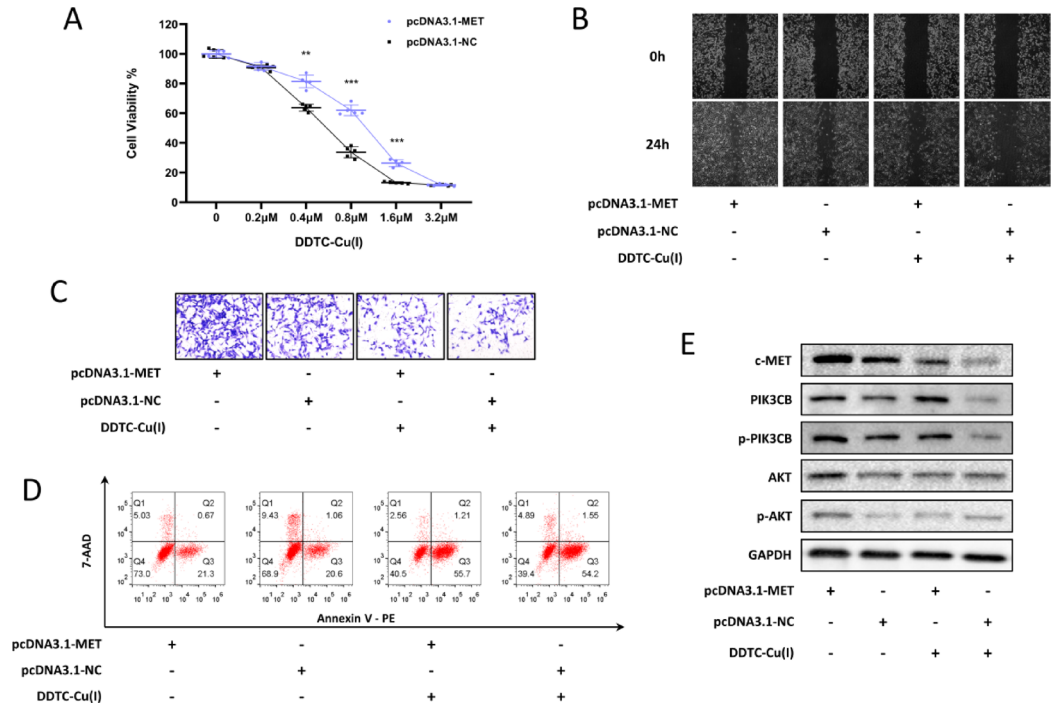 A
pcDNA3.1-MET
pcDNA3.1-NC
Cell Viability %
120
100
80
60
40
20
0
** *** ***
0 0.2μM 0.4μM 0.8μM 1.6μM 3.2μM
DDTC-Cu(I)
B
0h
24h
pcDNA3.1-MET + - + -
pcDNA3.1-NC - + - +
DDTC-Cu(I) - - + +
C
pcDNA3.1-MET + - + -
pcDNA3.1-NC - + - +
DDTC-Cu(I) - - + +
D
7-AAD
Q1 5.03 Q2 0.67 Q4 73.0 Q3 21.3
Q1 9.43 Q2 1.06 Q4 68.9 Q3 20.6
Q1 2.56 Q2 1.21 Q4 40.5 Q3 55.7
Q1 4.89 Q2 1.55 Q4 39.4 Q3 54.2
Annexin V - PE
pcDNA3.1-MET + - + -
pcDNA3.1-NC - + - +
DDTC-Cu(I) - - + +
E
c-MET
PIK3CB
p-PIK3CB
AKT
p-AKT
GAPDH
pcDNA3.1-MET + - + -
pcDNA3.1-NC - + - +
DDTC-Cu(I) - - + +